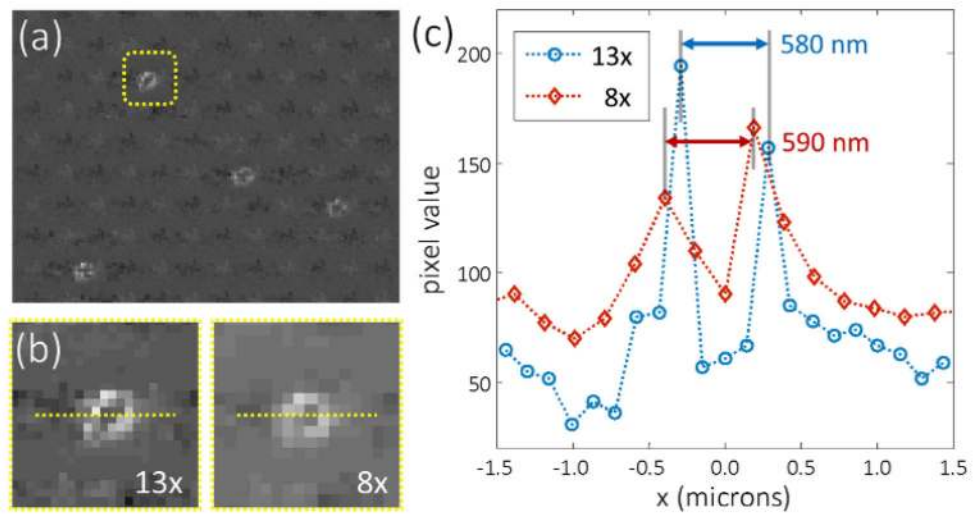 (a)
(b)
13x
8x
(c)
pixel value
200
150
100
50
-1.5
-1.0
-0.5
0.0
0.5
1.0
1.5
x (microns)
13x
8x
580 nm
590 nm